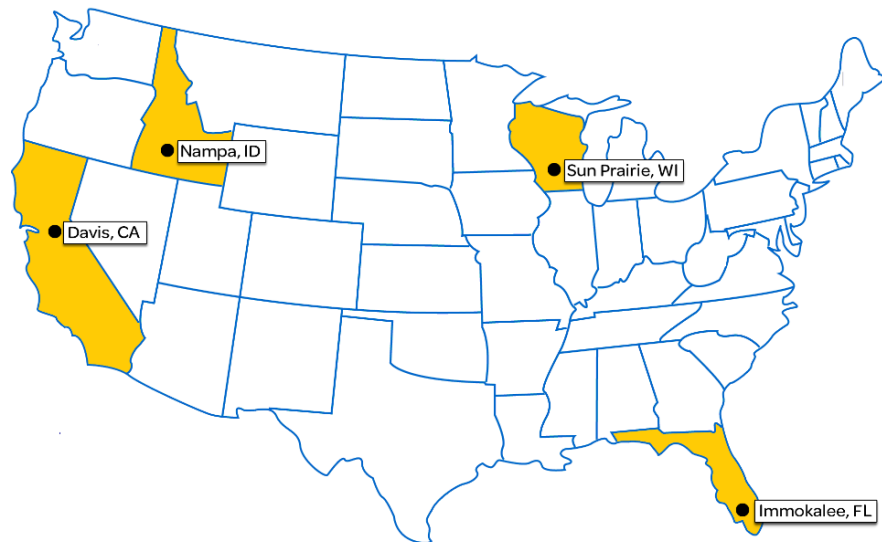 Nampa, ID
Sun Prairie, WI
Davis, CA
Immokalee, FL